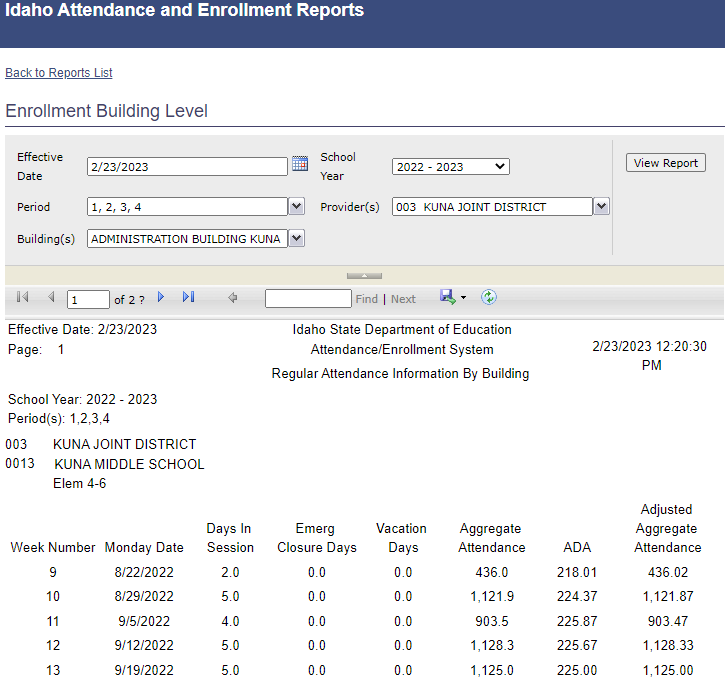 Idaho Attendance and Enrollment Reports
Back to Reports List
Enrollment Building Level
Effective Date 2/23/2023 School Year 2022 - 2023 View Report
Period 1, 2, 3, 4 Provider(s) 003 KUNA JOINT DISTRICT
Building(s) ADMINISTRATION BUILDING KUNA
1 of 2 ? Find | Next
Effective Date: 2/23/2023 Idaho State Department of Education
Page: 1 Attendance/Enrollment System 2/23/2023 12:20:30 PM
Regular Attendance Information By Building
School Year: 2022 - 2023
Period(s): 1,2,3,4
003 KUNA JOINT DISTRICT
0013 KUNA MIDDLE SCHOOL
Elem 4-6
Week Number Monday Date Days In Session Emerg Closure Days Vacation Days Aggregate Attendance ADA Adjusted Aggregate Attendance
9 8/22/2022 2.0 0.0 0.0 436.0 218.01 436.02
10 8/29/2022 5.0 0.0 0.0 1,121.9 224.37 1,121.87
11 9/5/2022 4.0 0.0 0.0 903.5 225.87 903.47
12 9/12/2022 5.0 0.0 0.0 1,128.3 225.67 1,128.33
13 9/19/2022 5.0 0.0 0.0 1,125.0 225.00 1,125.00